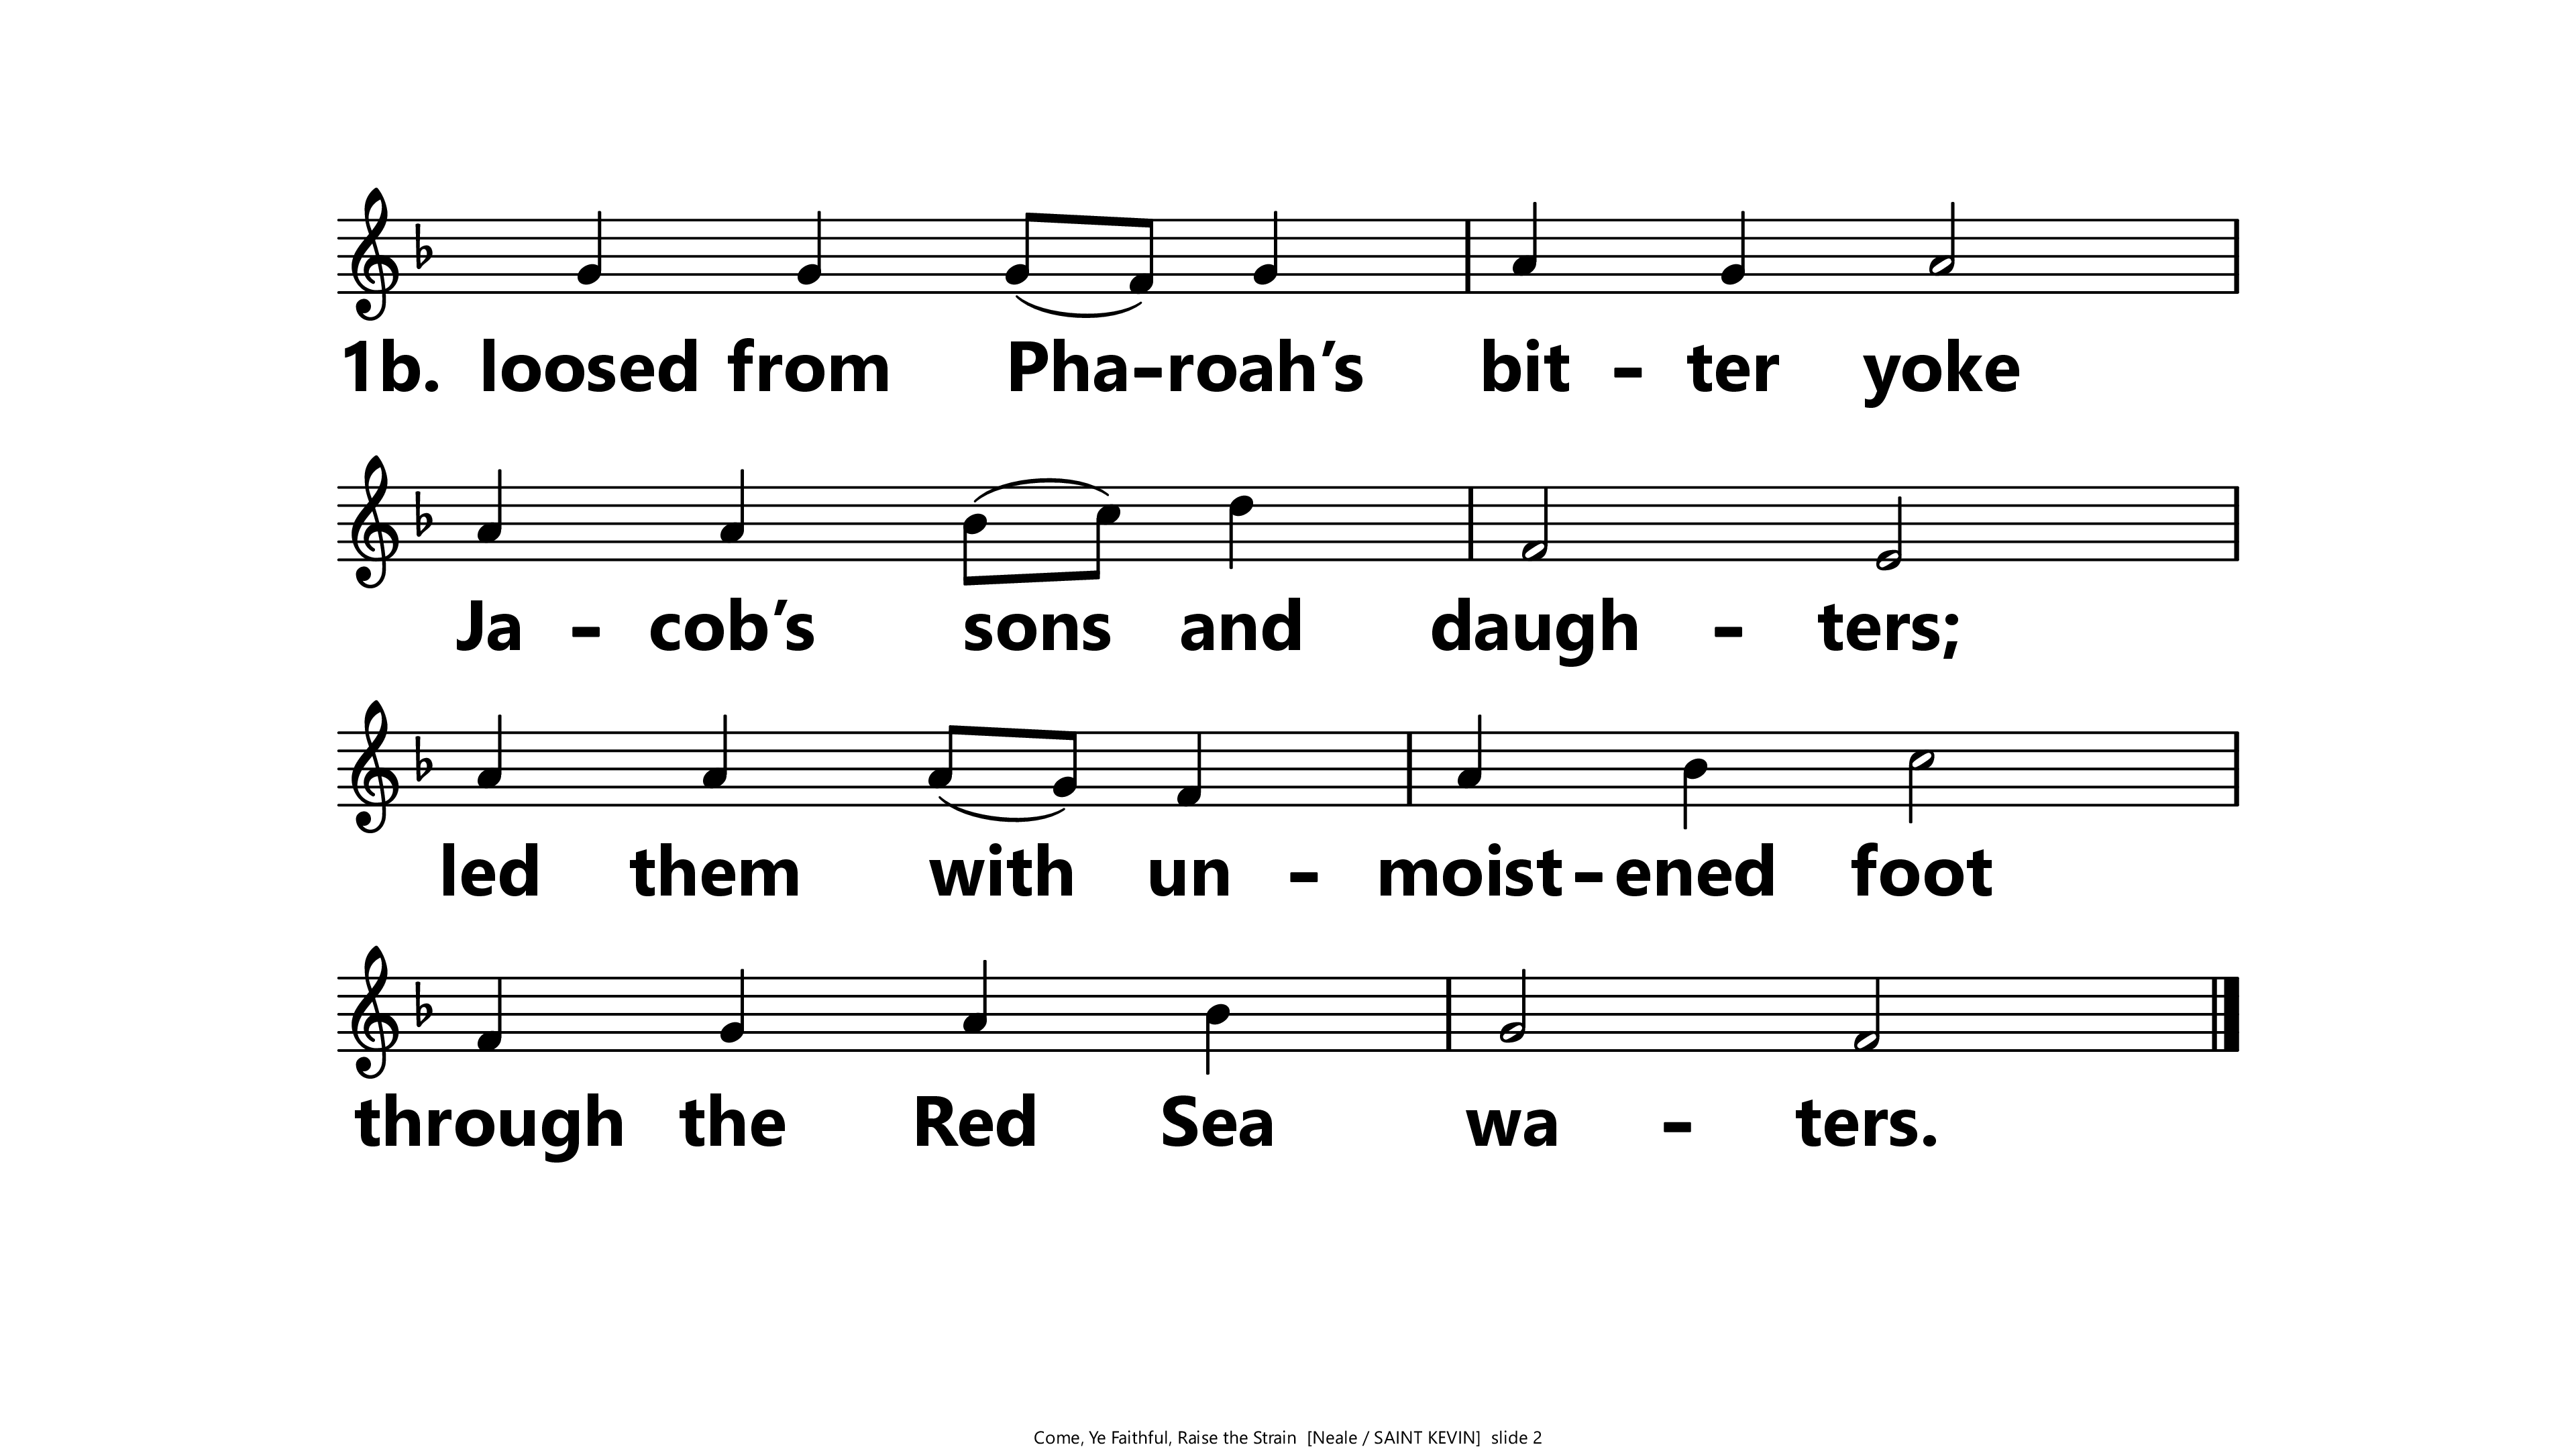 1b. loosed from Pha-roah’s bit - ter yoke
Ja - cob’s sons and daugh - ters;
led them with un - moist-ened foot
through the Red Sea wa - ters.
Come, Ye Faithful, Raise the Strain [Neale / SAINT KEVIN] slide 2